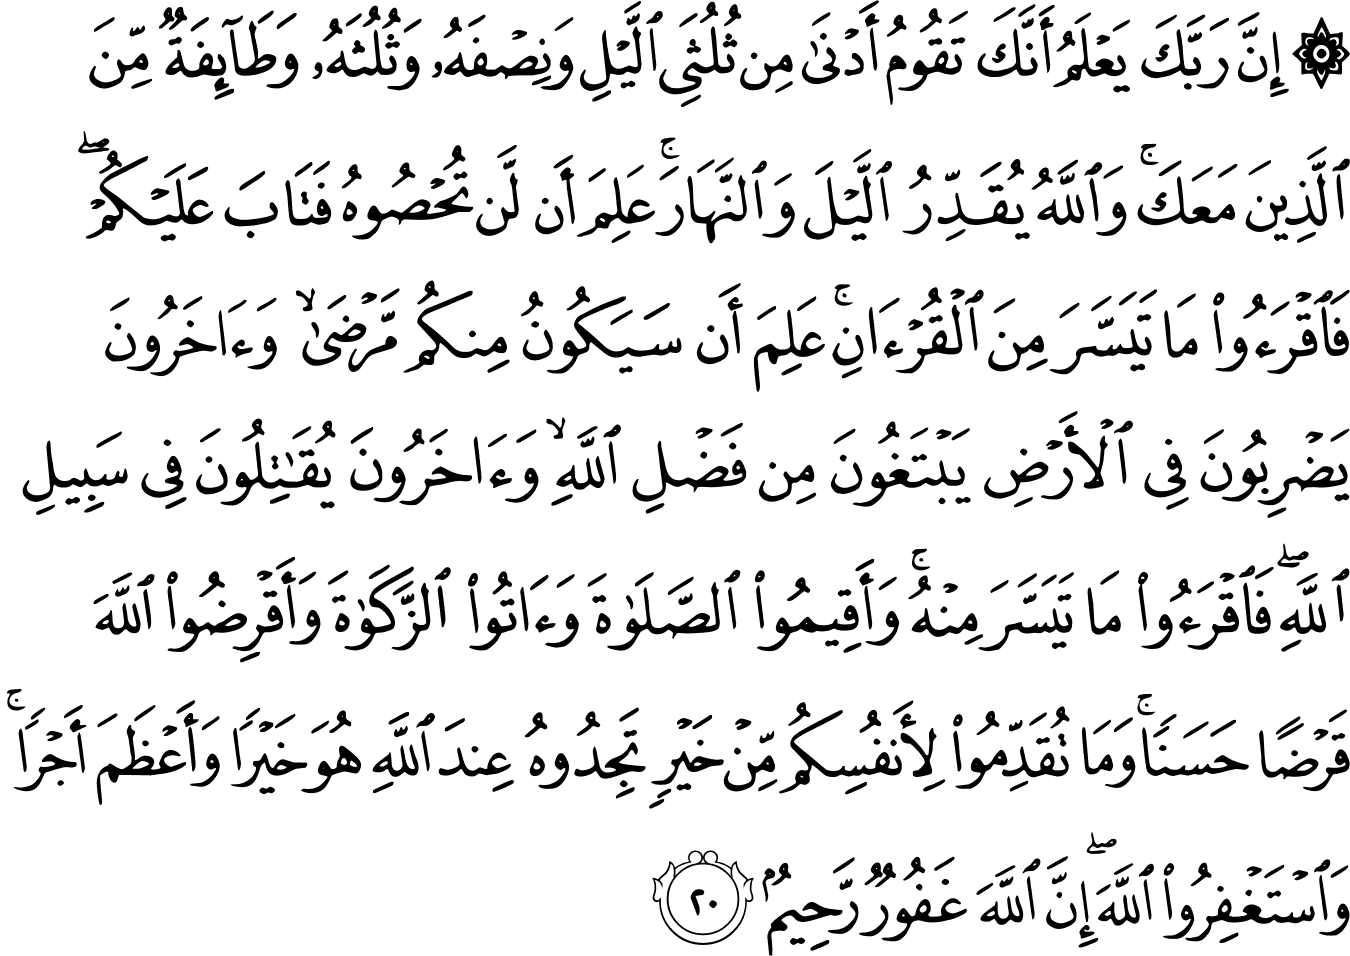 ۞ إِنَّ رَبَّكَ يَعْلَمُ أَنَّكَ تَقُومُ أَدْنَىٰ مِن ثُلُثَىِ ٱلَّيْلِ وَنِصْفَهُۥ وَثُلُثَهُۥ وَطَآئِفَةٌ مِّنَ
ٱلَّذِينَ مَعَكَ ۚ وَٱللَّهُ يُقَدِّرُ ٱلَّيْلَ وَٱلنَّهَارَ ۚ عَلِمَ أَن لَّن تُحْصُوهُ فَتَابَ عَلَيْكُمْ ۖ
فَٱقْرَءُوا۟ مَا تَيَسَّرَ مِنَ ٱلْقُرْءَانِ ۚ عَلِمَ أَن سَيَكُونُ مِنكُم مَّرْضَىٰ ۙ وَءَاخَرُونَ
يَضْرِبُونَ فِى ٱلْأَرْضِ يَبْتَغُونَ مِن فَضْلِ ٱللَّهِ ۙ وَءَاخَرُونَ يُقَـٰتِلُونَ فِى سَبِيلِ
ٱللَّهِ ۖ فَٱقْرَءُوا۟ مَا تَيَسَّرَ مِنْهُ ۚ وَأَقِيمُوا۟ ٱلصَّلَوٰةَ وَءَاتُوا۟ ٱلزَّكَوٰةَ وَأَقْرِضُوا۟ ٱللَّهَ
قَرْضًا حَسَنًا ۚ وَمَا تُقَدِّمُوا۟ لِأَنفُسِكُم مِّنْ خَيْرٍ تَجِدُوهُ عِندَ ٱللَّهِ هُوَ خَيْرًا وَأَعْظَمَ أَجْرًا ۚ
وَٱسْتَغْفِرُوا۟ ٱللَّهَ ۖ إِنَّ ٱللَّهَ غَفُورٌ رَّحِيمٌۢ ٢٠